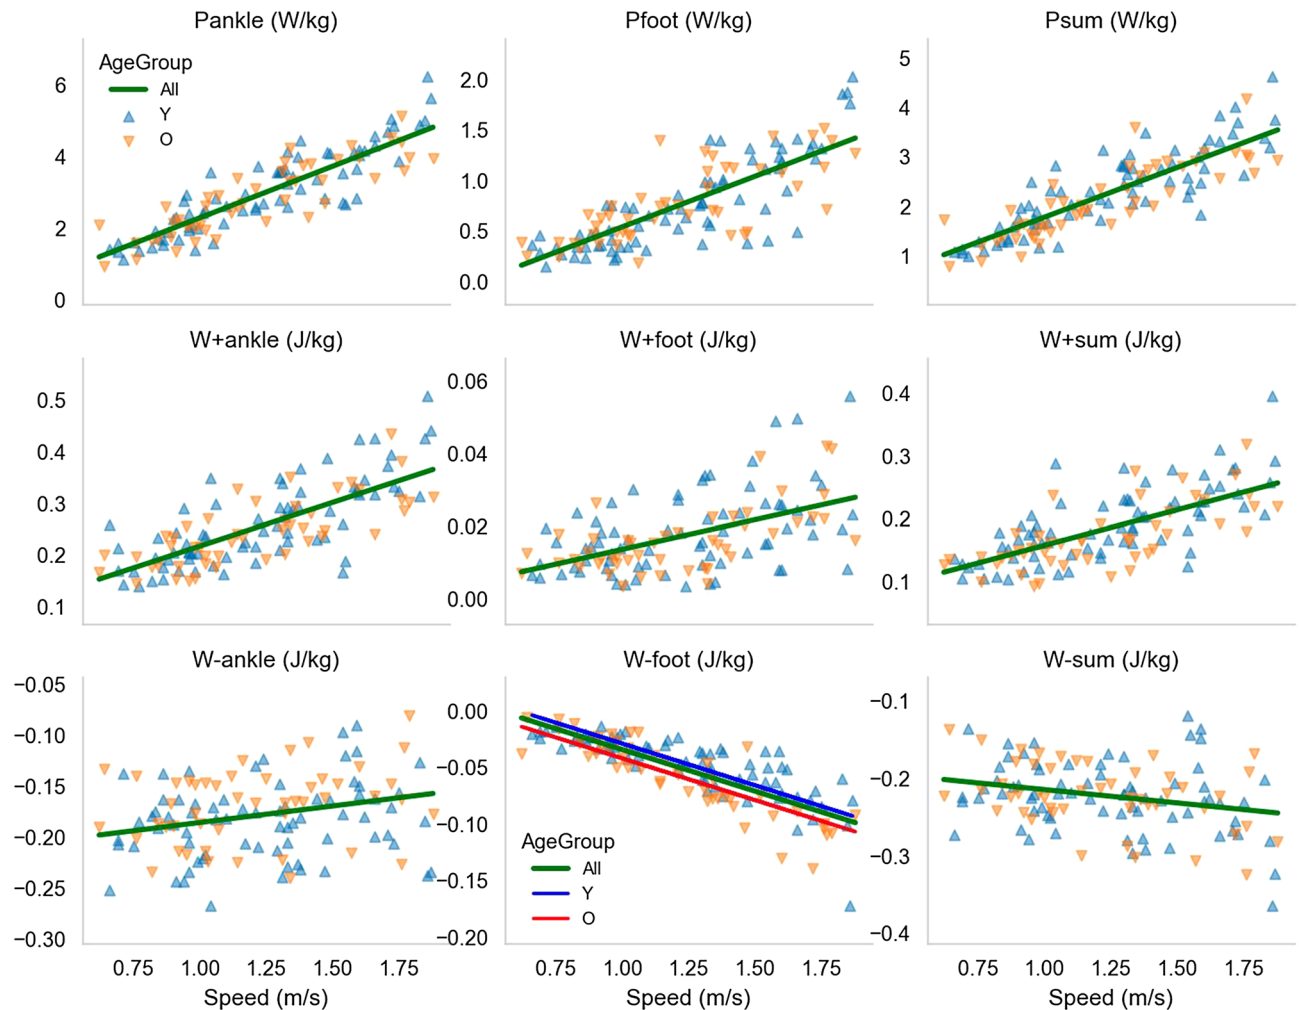 Pankle (W/kg)
Pfoot (W/kg)
Psum (W/kg)
AgeGroup
All
Y
O
6
4
2
0
2.0
1.5
1.0
0.5
0.0
5
4
3
2
1
W+ankle (J/kg)
W+foot (J/kg)
W+sum (J/kg)
0.5
0.4
0.3
0.2
0.1
0.06
0.04
0.02
0.00
0.4
0.3
0.2
0.1
W-ankle (J/kg)
W-foot (J/kg)
W-sum (J/kg)
−0.05
−0.10
−0.15
−0.20
−0.25
−0.30
0.00
−0.05
−0.10
−0.15
−0.20
AgeGroup
All
Y
O
−0.1
−0.2
−0.3
−0.4
0.75 1.00 1.25 1.50 1.75
0.75 1.00 1.25 1.50 1.75
0.75 1.00 1.25 1.50 1.75
Speed (m/s)
Speed (m/s)
Speed (m/s)